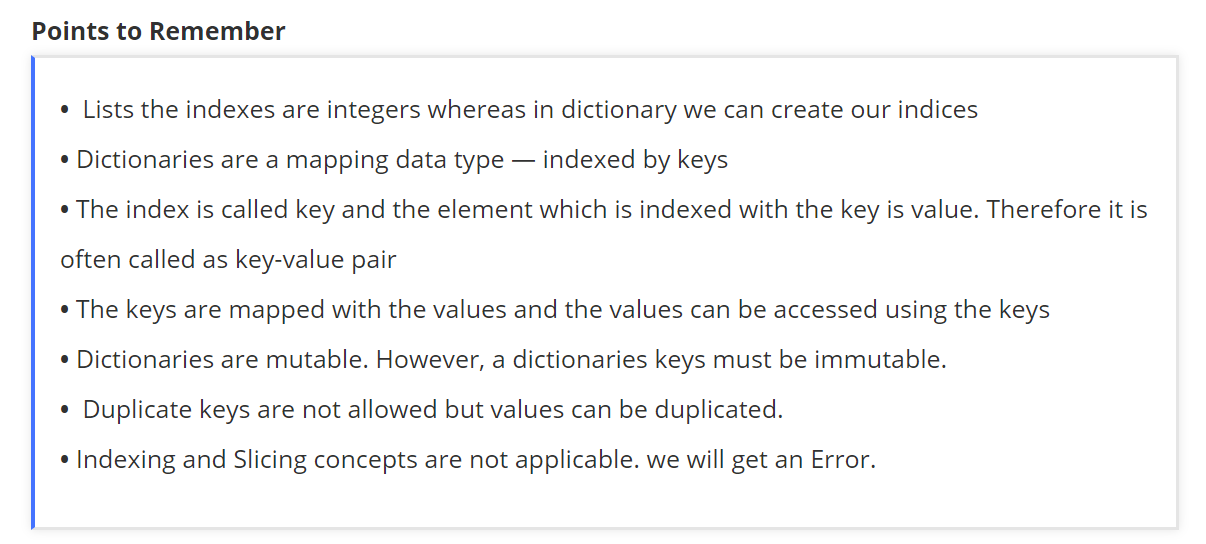 Points to Remember
• Lists the indexes are integers whereas in dictionary we can create our indices
• Dictionaries are a mapping data type — indexed by keys
• The index is called key and the element which is indexed with the key is value. Therefore it is
often called as key-value pair
• The keys are mapped with the values and the values can be accessed using the keys
• Dictionaries are mutable. However, a dictionaries keys must be immutable.
• Duplicate keys are not allowed but values can be duplicated.
• Indexing and Slicing concepts are not applicable. we will get an Error.